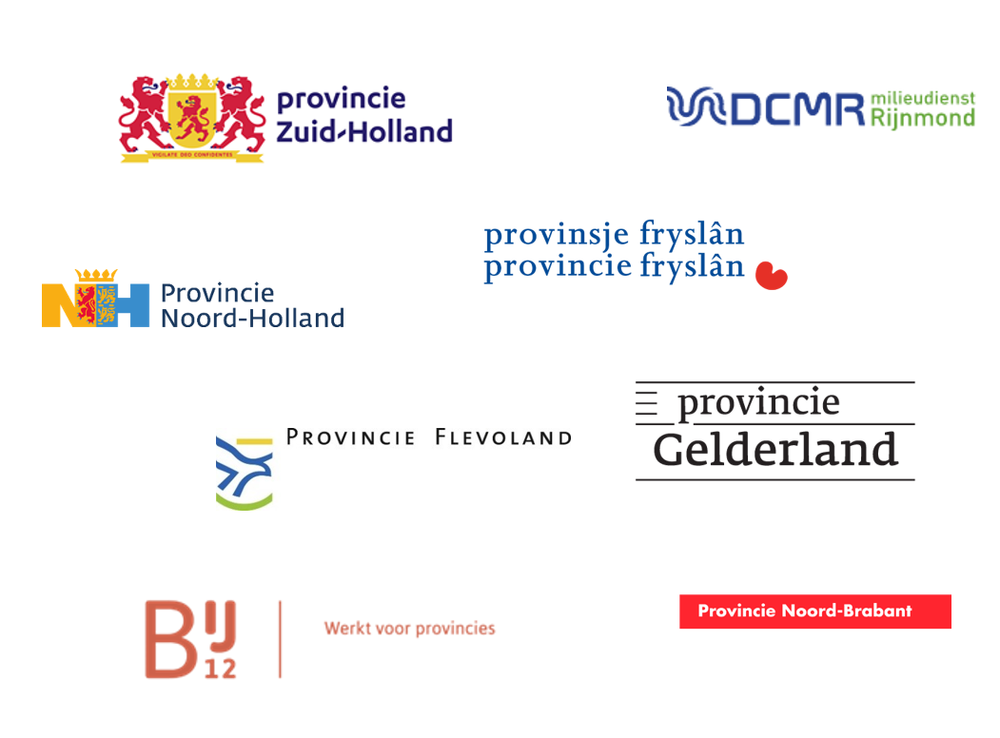 provincie
Zuid-Holland
VIGILATE DEO CONFIDENTES
DCMR
milieudienst
Rijnmond
provinsje fryslân
provincie fryslân
NH
Provincie
Noord-Holland
PROVINCIE FLEVOLAND
provincie
Gelderland
BIJ
12
Werkt voor provincies
Provincie Noord-Brabant